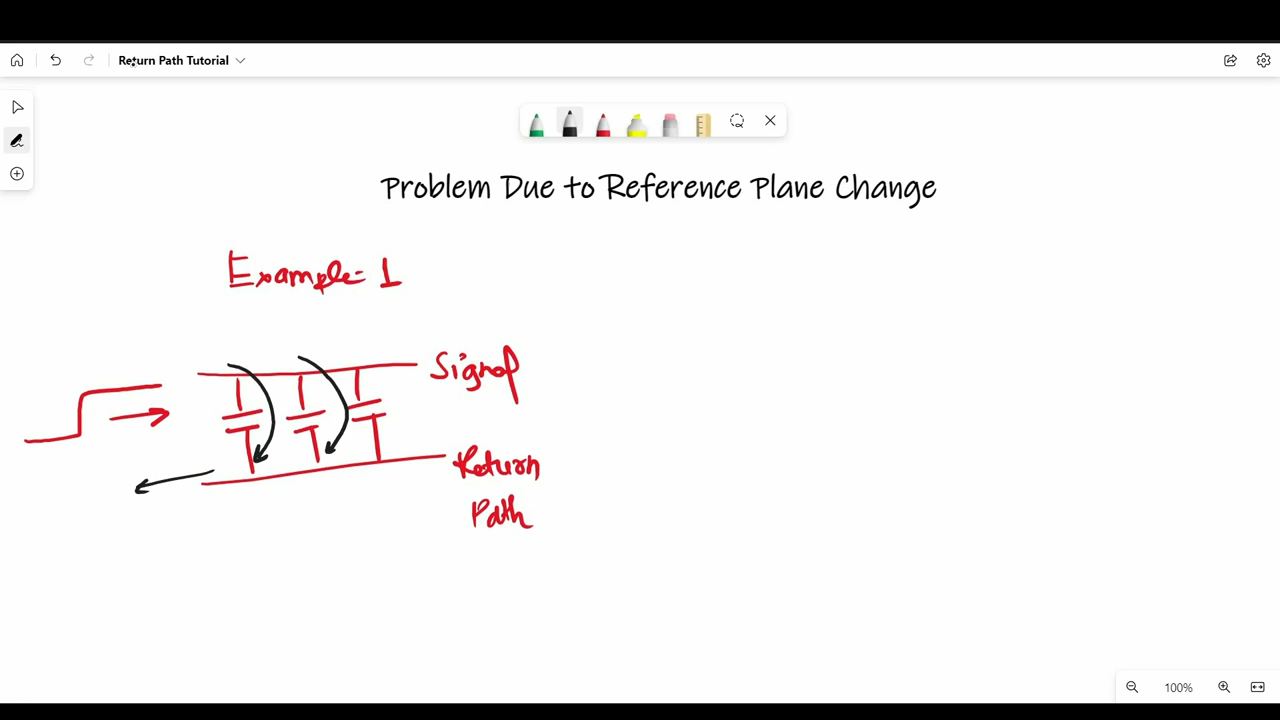 Return Path Tutorial
Problem Due to Reference Plane Change
Example-1
Signal
Return
Path
100%